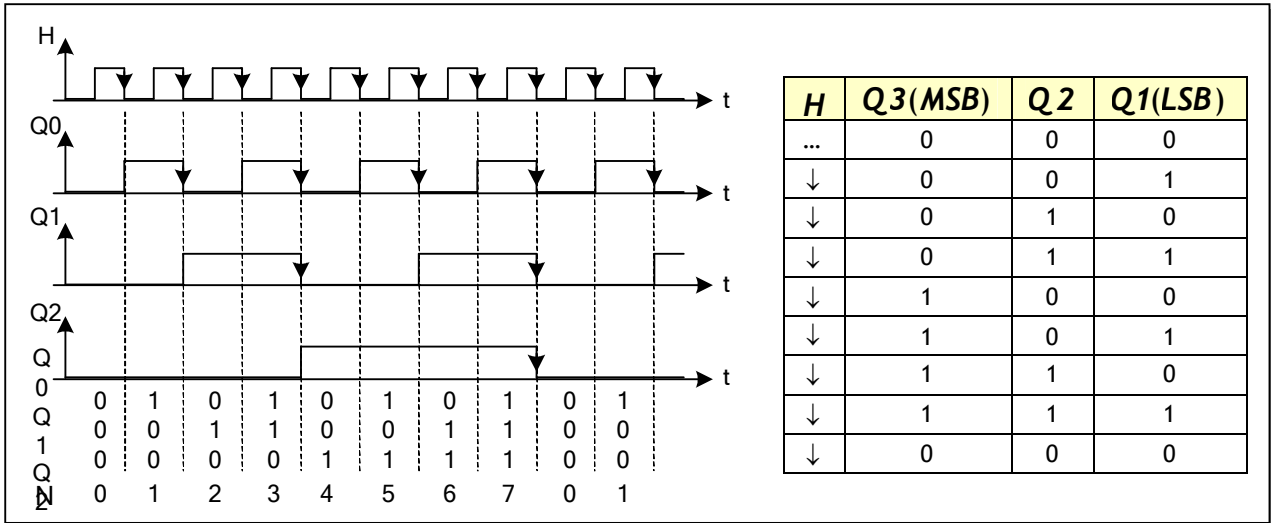 H
t
Q0
t
Q1
t
Q2
t
Q 0 0 1 0 1 0 1 0 1 0 1
Q 1 0 0 1 1 0 0 1 1 0 0
Q 2 0 0 0 0 1 1 1 1 0 0
N 0 1 2 3 4 5 6 7 0 1
H Q3(MSB) Q2 Q1(LSB)
... 0 0 0
↓ 0 0 1
↓ 0 1 0
↓ 0 1 1
↓ 1 0 0
↓ 1 0 1
↓ 1 1 0
↓ 1 1 1
↓ 0 0 0